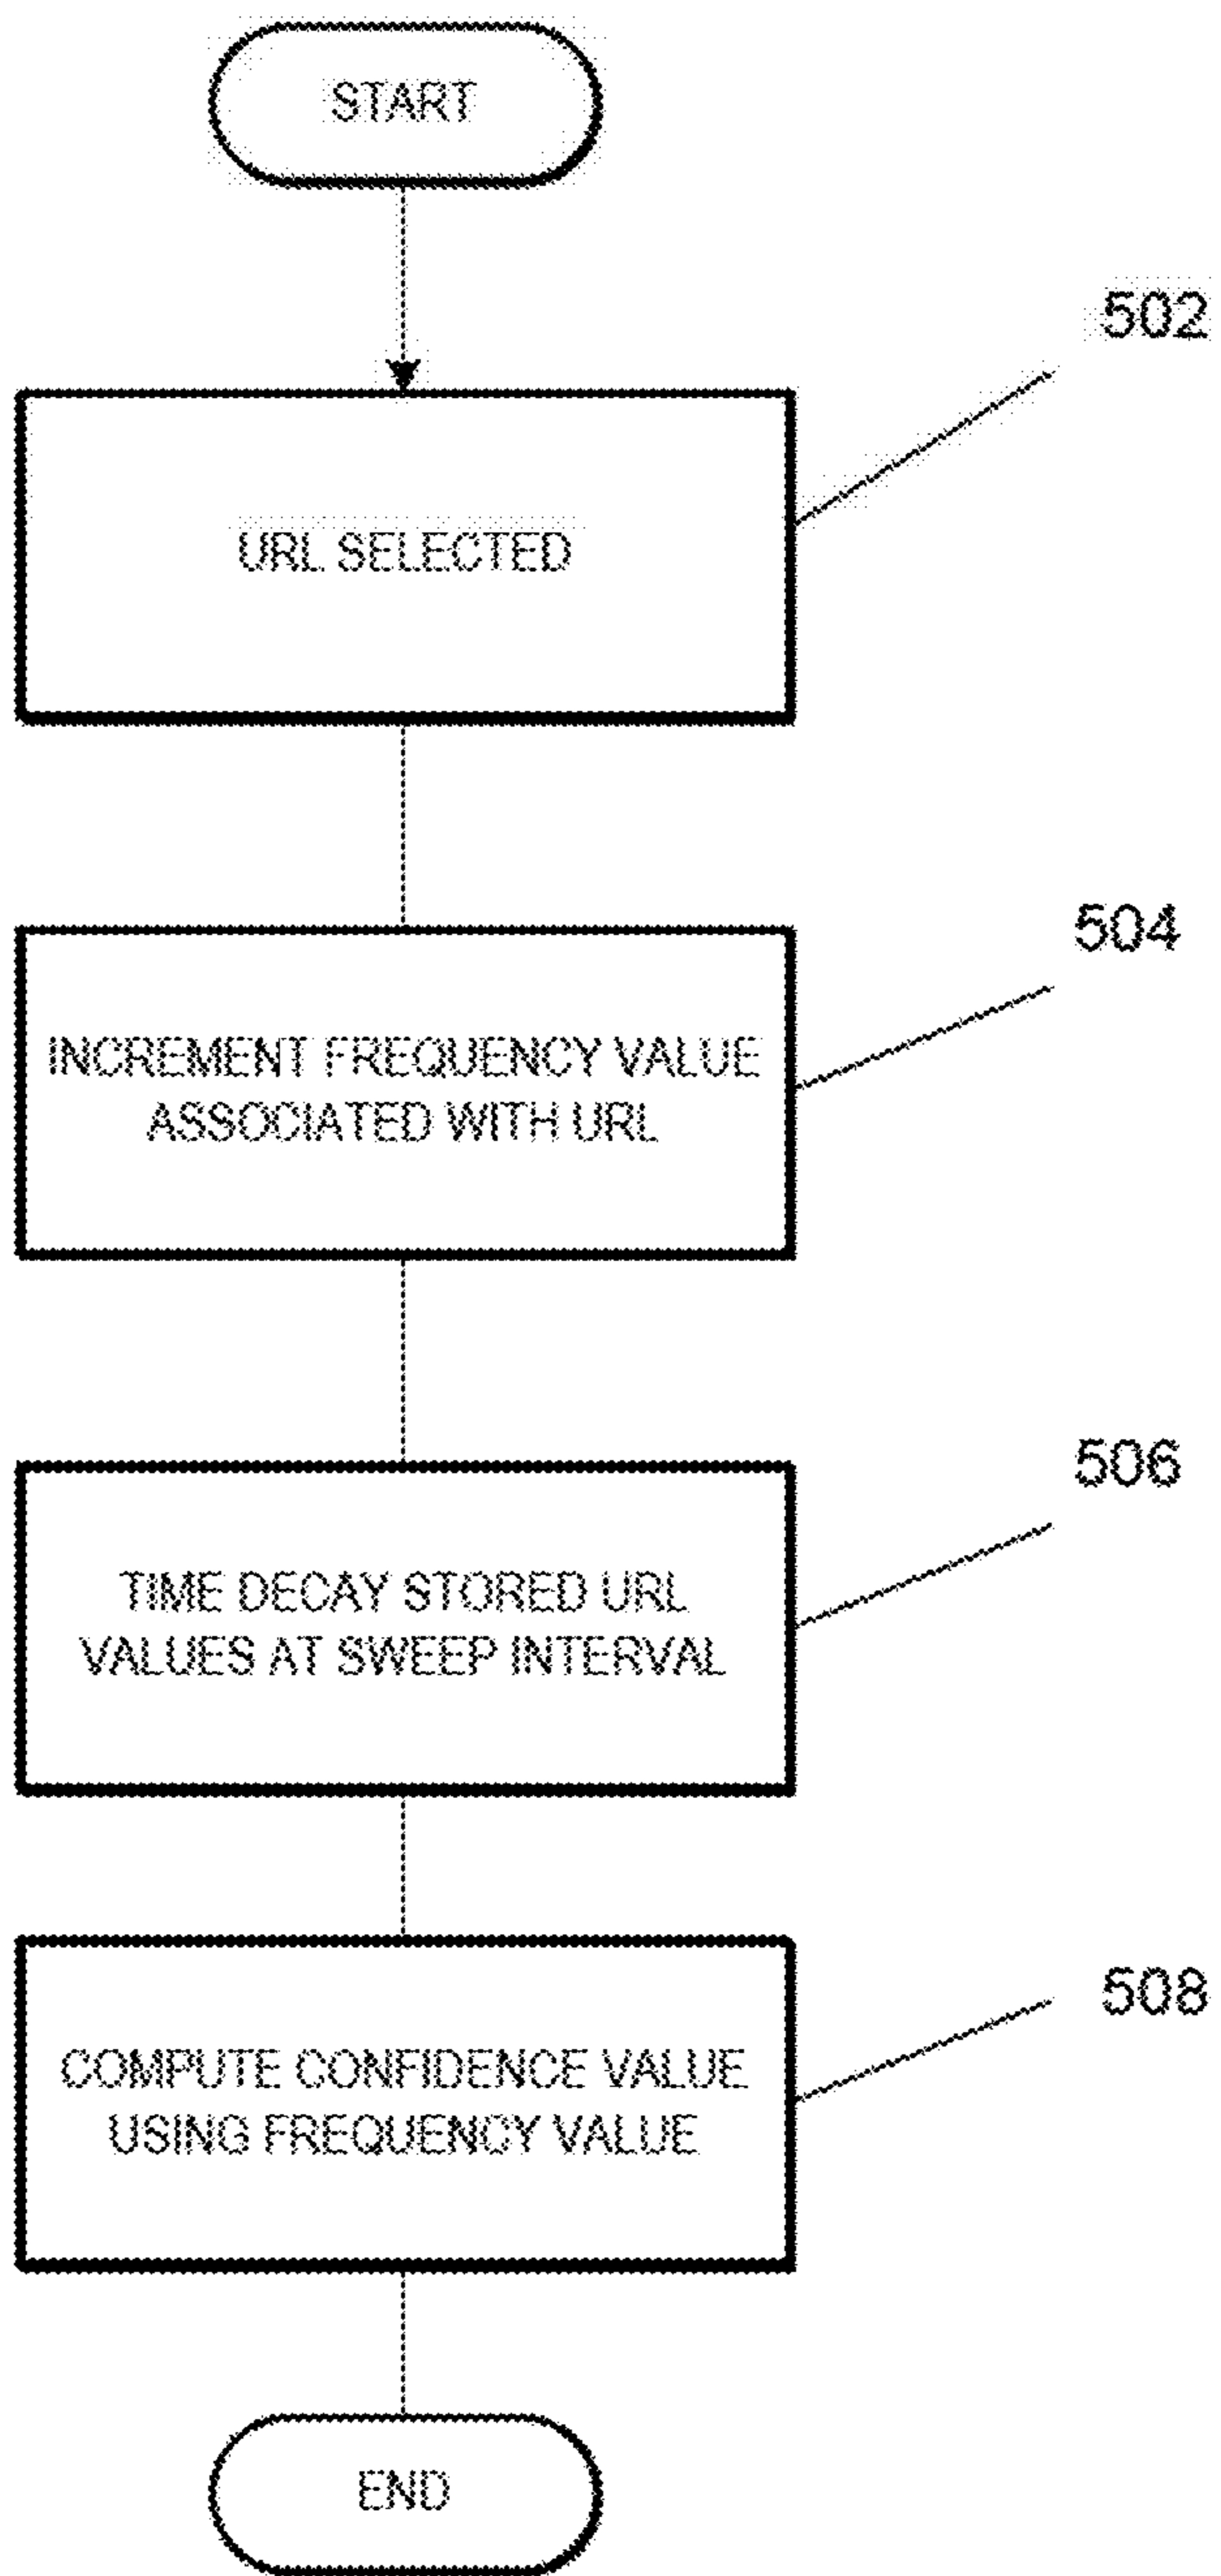 START
502
URL SELECTED
504
INCREMENT FREQUENCY VALUE
ASSOCIATED WITH URL
506
TIME DECAY STORED URL
VALUES AT SWEEP INTERVAL
508
COMPUTE CONFIDENCE VALUE
USING FREQUENCY VALUE
END